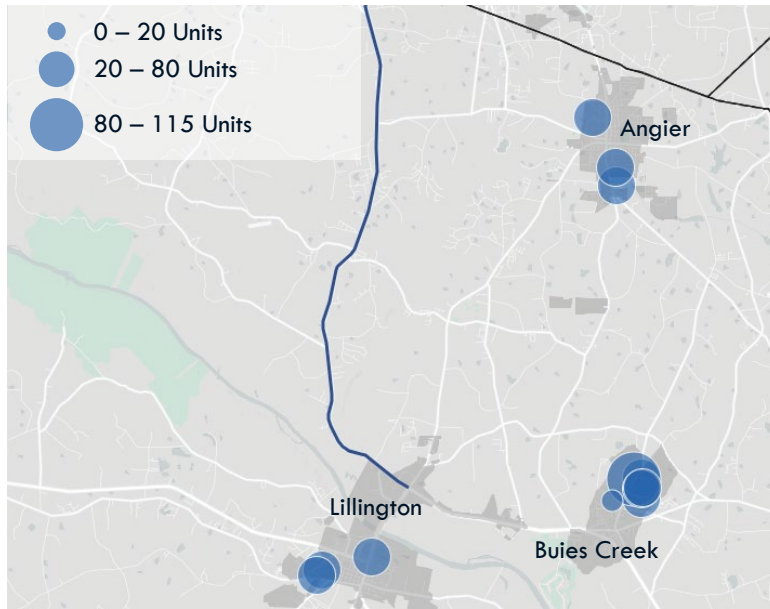 0 – 20 Units
20 – 80 Units
80 – 115 Units
Angier
Lillington
Buies Creek